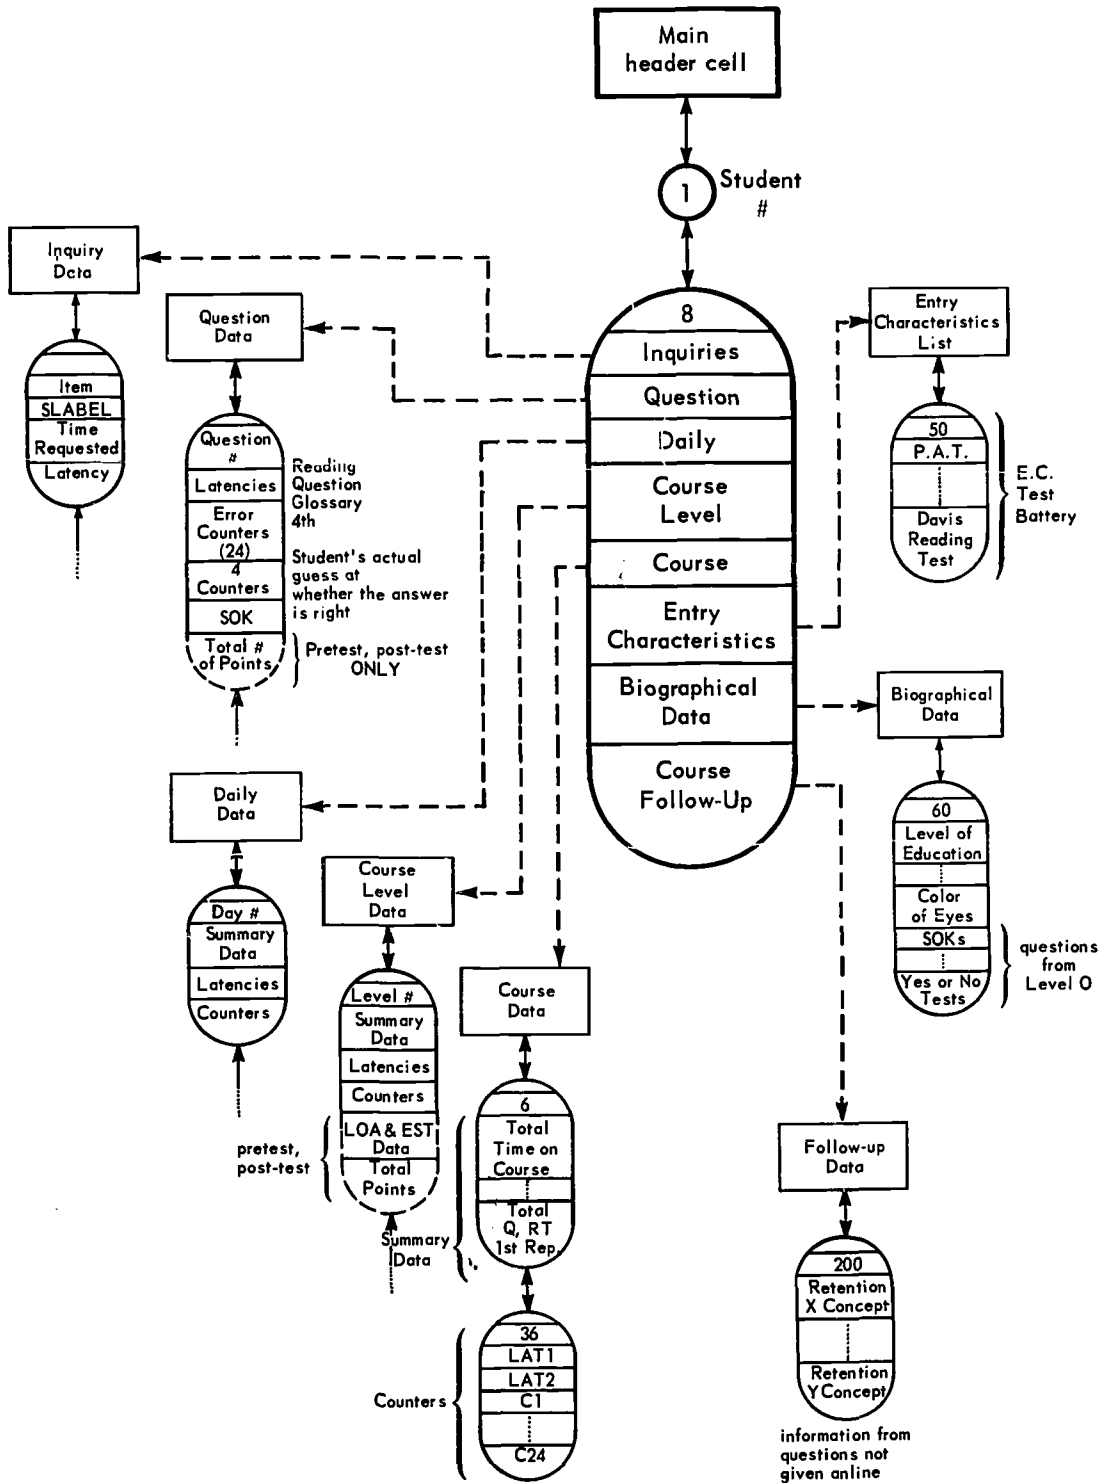 Main
header cell
1
Student
#
8
Inquiries
Question
Daily
Course
Level
Course
Entry
Characteristics
Biographical
Data
Course
Follow-Up
Inquiry
Data
Item
SLABEL
Time
Requested
Latency
Question
Data
Question
#
Latencies
Error
Counters
(24)
4
Counters
SOK
Total #
of Points
Reading
Question
Glossary
4th
Student's actual
guess at
whether the answer
is right
Pretest, post-test
ONLY
Daily
Data
Day #
Summary
Data
Latencies
Counters
Course
Level
Data
Level #
Summary
Data
Latencies
Counters
LOA & EST
Data
Total
Points
pretest,
post-test
Course
Data
6
Total
Time on
Course
Total
Q, RT
1st Rep.
Summary
Data
36
LAT1
LAT2
C1
C24
Counters
Entry
Characteristics
List
50
P.A.T.
Davis
Reading
Test
E.C.
Test
Battery
Biographical
Data
60
Level of
Education
Color
of Eyes
SOKs
Yes or No
Tests
questions
from
Level 0
Follow-up
Data
200
Retention
X Concept
Retention
Y Concept
information from
questions not
given anline